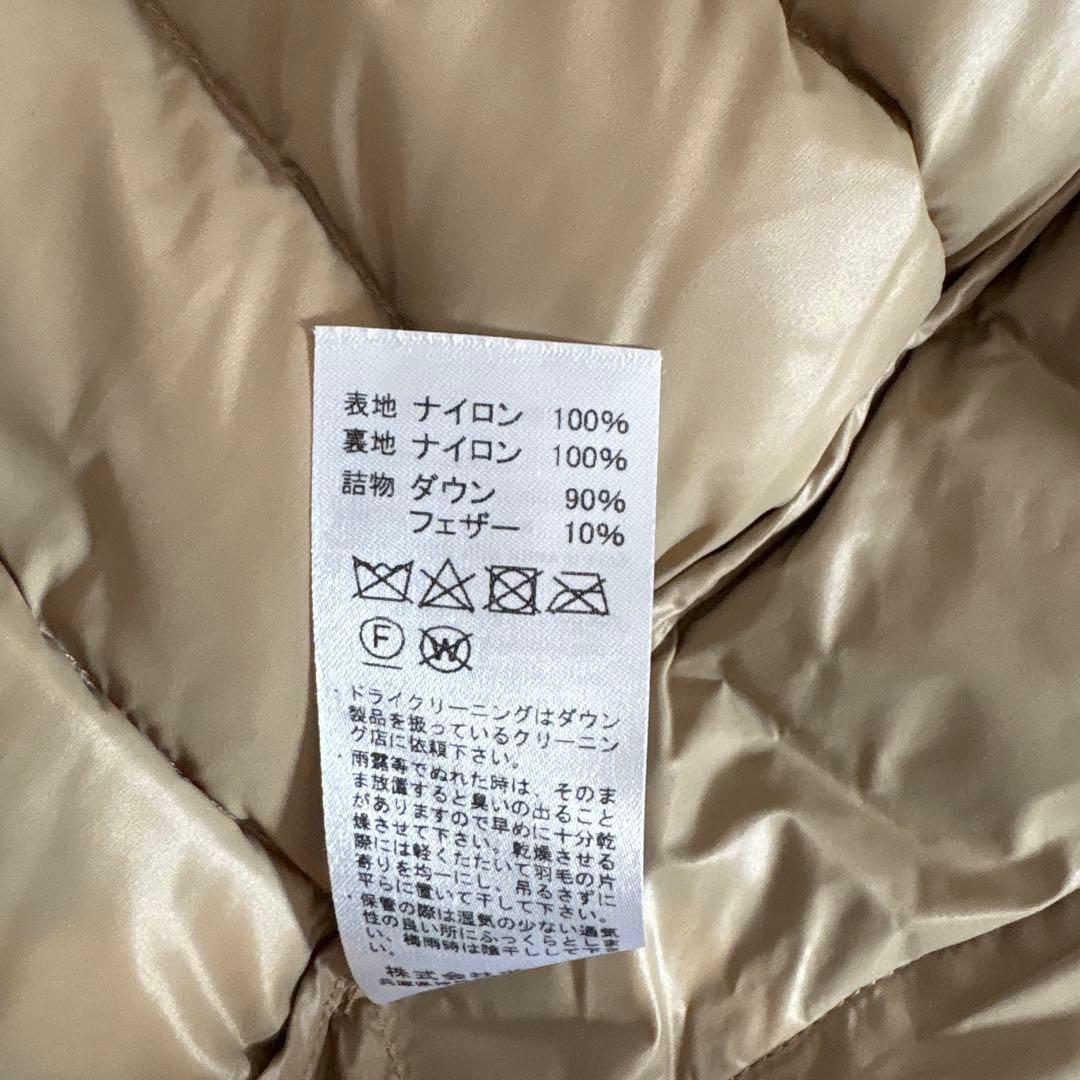 表地 ナイロン 100%
裏地 ナイロン 100%
詰物 ダウン 90%
フェザー 10%
F W
・ドライクリーニングはダウン
製品を扱っているクリーニン
グ店に依頼下さい。
・雨露等でぬれた時は、そのま
ま放置すると臭いの出ること
がありますので早めに十分乾
燥させて下さい。乾燥させる
際には軽くたたいて羽毛の片
寄りを均一にし、吊るさずに
平らに置いて干して下さい。
・保管の際は湿気の少ない通気
性の良い所にふっくらとしま
い、梅雨時は陰干しして下
い。
株式会社
兵庫県